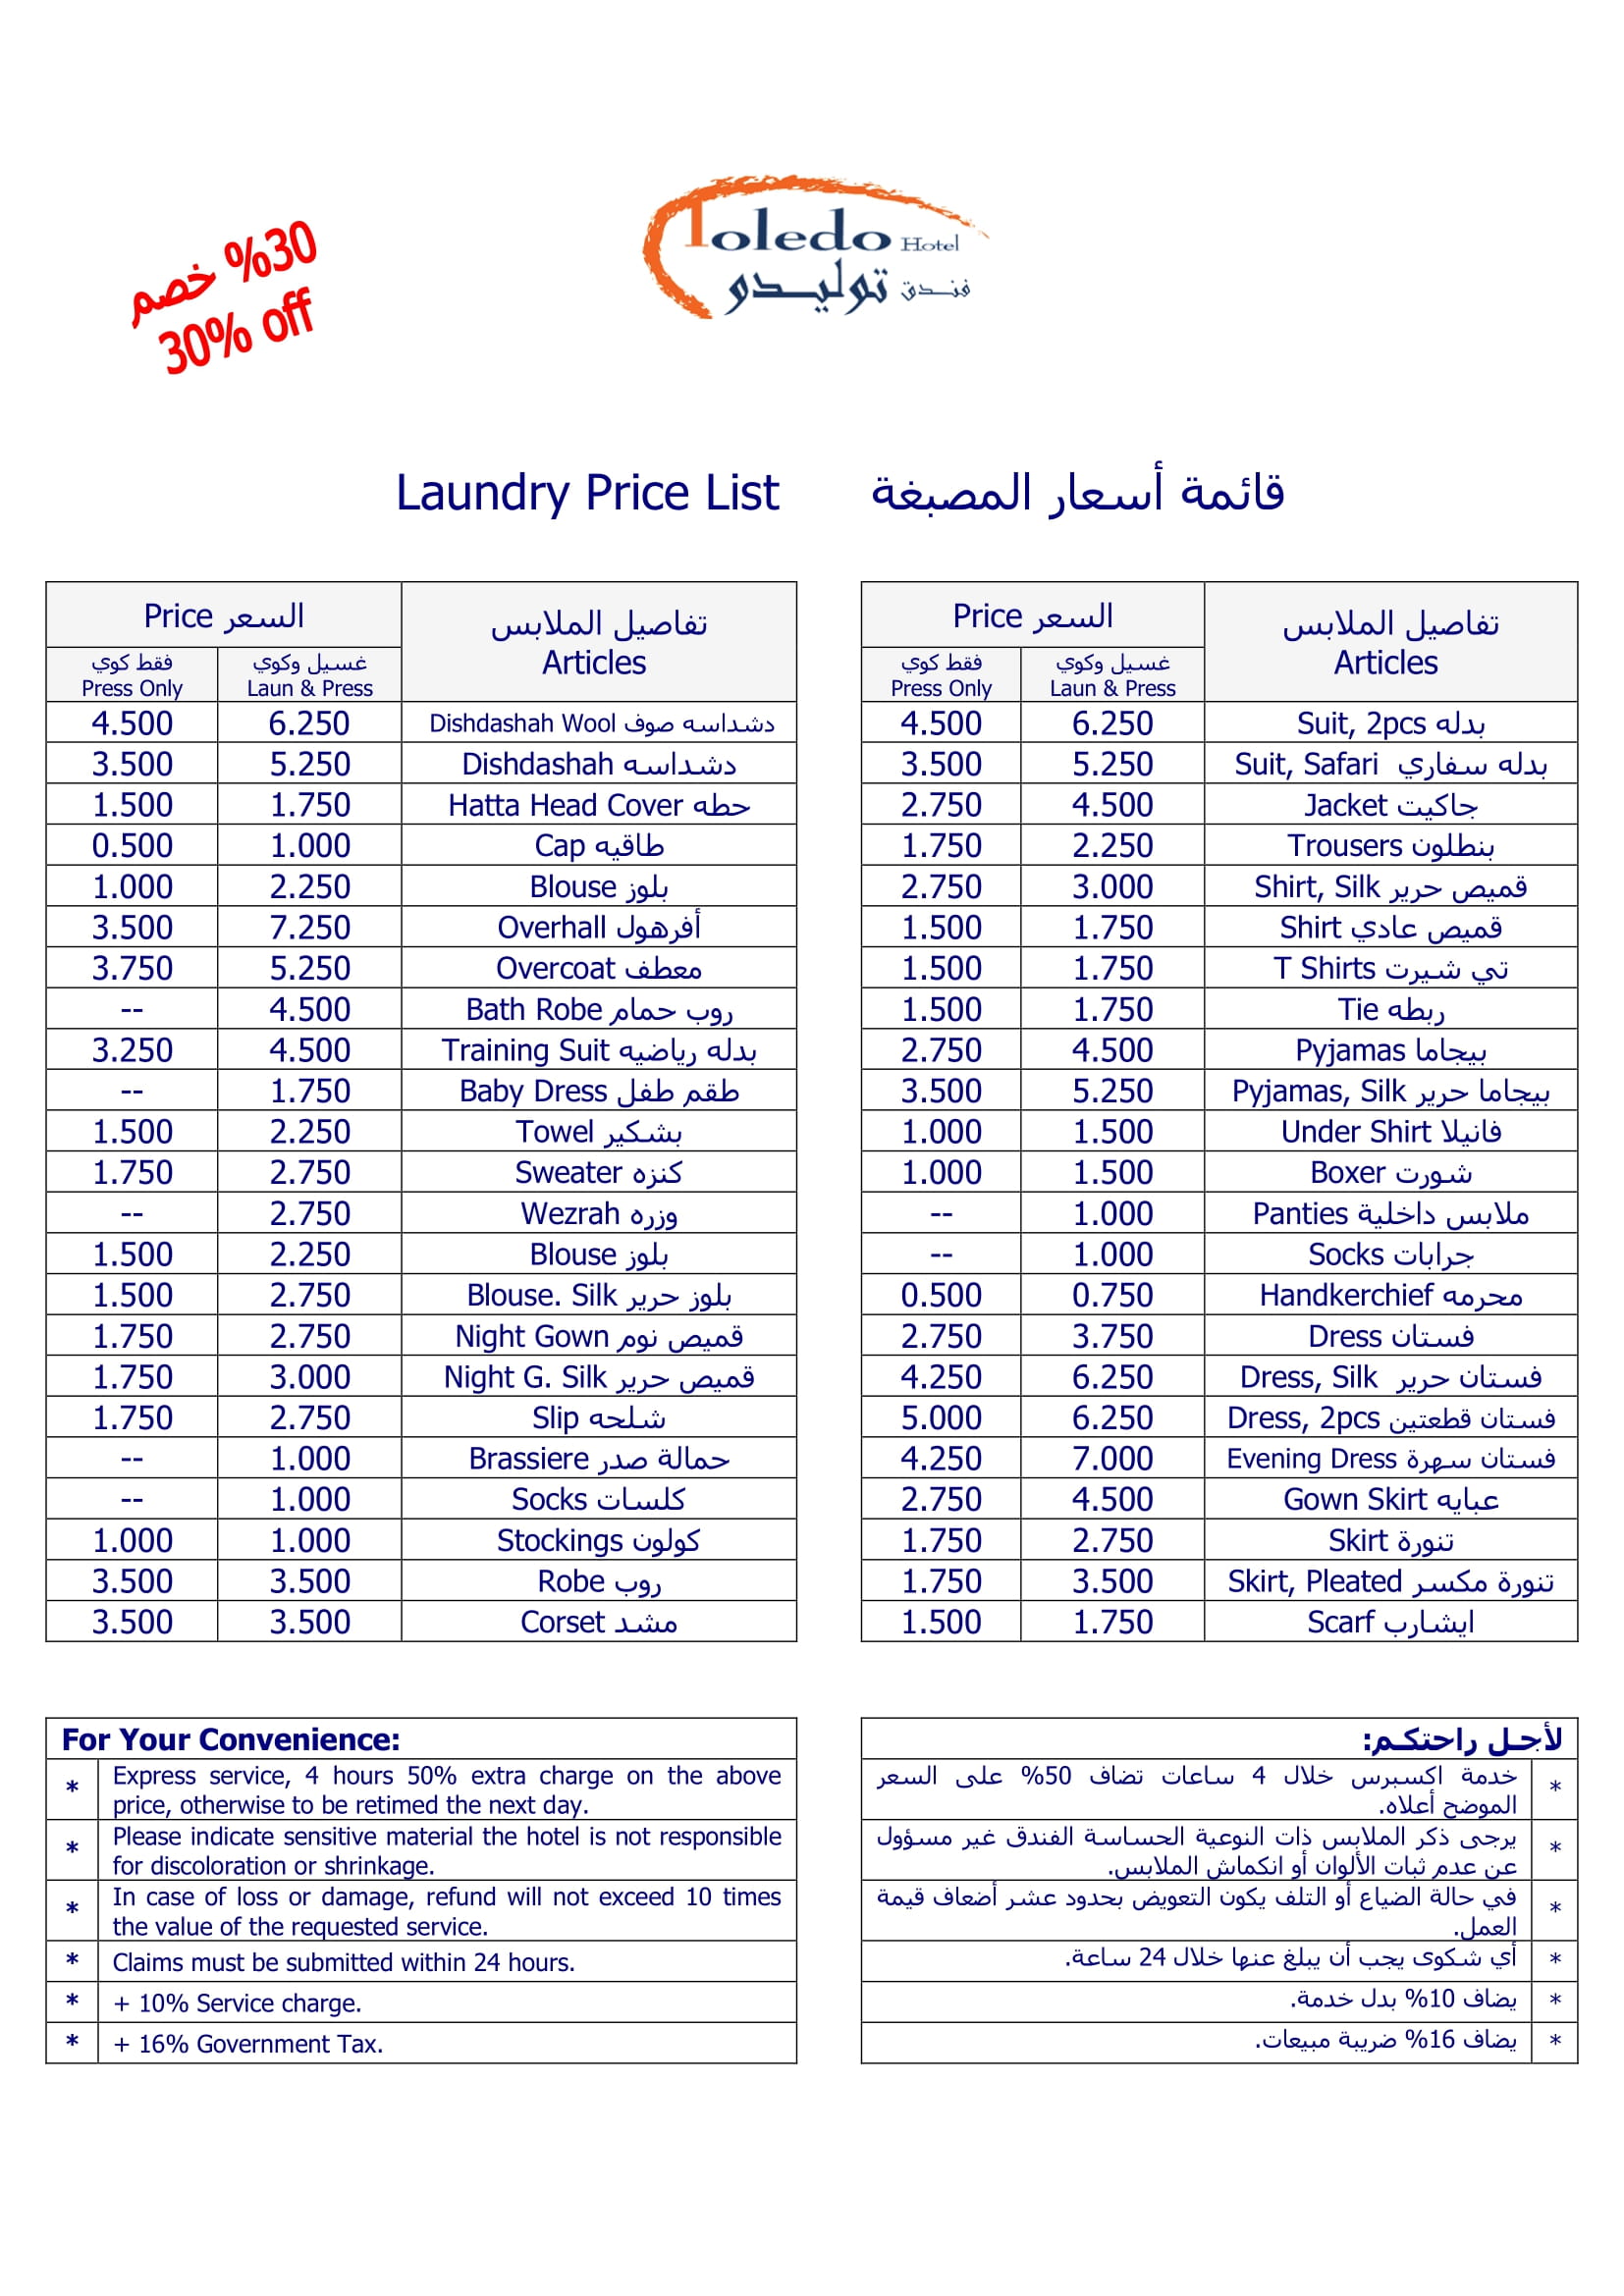 %30 خصم
30% off
Toledo Hotel
فندق توليدو
Laundry Price List قائمة أسعار المصبغة
Price السعر
تفاصيل الملابس
Articles
فقط كوي
Press Only
غسيل وكوي
Laun & Press
4.500 6.250 Dishdashah Wool دشداسه صوف
3.500 5.250 Dishdashah دشداسه
1.500 1.750 Hatta Head Cover حطه
0.500 1.000 Cap طاقيه
1.000 2.250 Blouse بلوز
3.500 7.250 Overhall أفرهول
3.750 5.250 Overcoat معطف
-- 4.500 Bath Robe روب حمام
3.250 4.500 Training Suit بدله رياضيه
-- 1.750 Baby Dress طقم طفل
1.500 2.250 Towel بشكير
1.750 2.750 Sweater كنزه
-- 2.750 Wezrah وزره
1.500 2.250 Blouse بلوز
1.500 2.750 Blouse. Silk بلوز حرير
1.750 2.750 Night Gown قميص نوم
1.750 3.000 Night G. Silk قميص حرير
1.750 2.750 Slip شلحه
-- 1.000 Brassiere حمالة صدر
-- 1.000 Socks كلسات
1.000 1.000 Stockings كولون
3.500 3.500 Robe روب
3.500 3.500 Corset مشد
Price السعر
تفاصيل الملابس
Articles
فقط كوي
Press Only
غسيل وكوي
Laun & Press
4.500 6.250 Suit, 2pcs بدله
3.500 5.250 Suit, Safari بدله سفاري
2.750 4.500 Jacket جاكيت
1.750 2.250 Trousers بنطلون
2.750 3.000 Shirt, Silk قميص حرير
1.500 1.750 Shirt قميص عادي
1.500 1.750 T Shirts تي شيرت
1.500 1.750 Tie ربطه
2.750 4.500 Pyjamas بيجاما
3.500 5.250 Pyjamas, Silk بيجاما حرير
1.000 1.500 Under Shirt فانيلا
1.000 1.500 Boxer شورت
-- 1.000 Panties ملابس داخلية
-- 1.000 Socks جرابات
0.500 0.750 Handkerchief محرمه
2.750 3.750 Dress فستان
4.250 6.250 Dress, Silk فستان حرير
5.000 6.250 Dress, 2pcs فستان قطعتين
4.250 7.000 Evening Dress فستان سهرة
2.750 4.500 Gown Skirt عبايه
1.750 2.750 Skirt تنورة
1.750 3.500 Skirt, Pleated تنورة مكسر
1.500 1.750 Scarf ايشارب
For Your Convenience:
* Express service, 4 hours 50% extra charge on the above
price, otherwise to be retimed the next day.
* Please indicate sensitive material the hotel is not responsible
for discoloration or shrinkage.
* In case of loss or damage, refund will not exceed 10 times
the value of the requested service.
* Claims must be submitted within 24 hours.
* + 10% Service charge.
* + 16% Government Tax.
لأجل راحتكم:
* خدمة اكسبرس خلال 4 ساعات تضاف 50% على السعر
الموضح أعلاه.
* يرجى ذكر الملابس ذات النوعية الحساسة الفندق غير مسؤول
عن عدم ثبات الألوان أو انكماش الملابس.
* في حالة الضياع أو التلف يكون التعويض بحدود عشر أضعاف قيمة
العمل.
* أي شكوى يجب أن يبلغ عنها خلال 24 ساعة.
* يضاف 10% بدل خدمة.
* يضاف 16% ضريبة مبيعات.